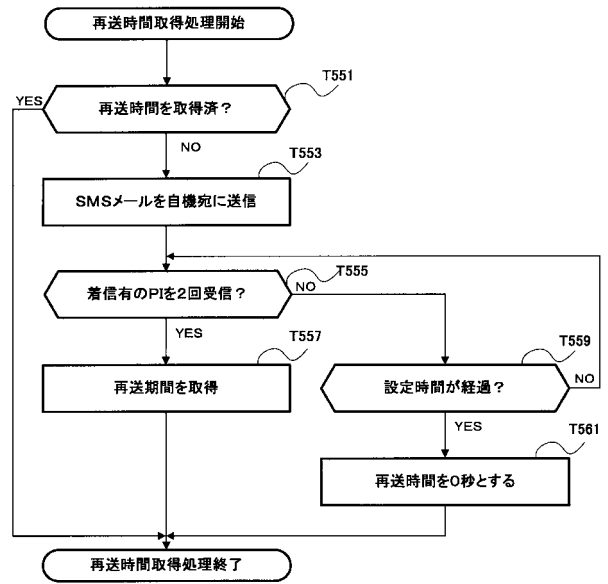 再送時間取得処理開始
T551
YES
再送時間を取得済？
NO
T553
SMSメールを自機宛に送信
T555
着信有のPIを2回受信？
NO
YES
T557
T559
再送期間を取得
設定時間が経過？
NO
YES
T561
再送時間を0秒とする
再送時間取得処理終了